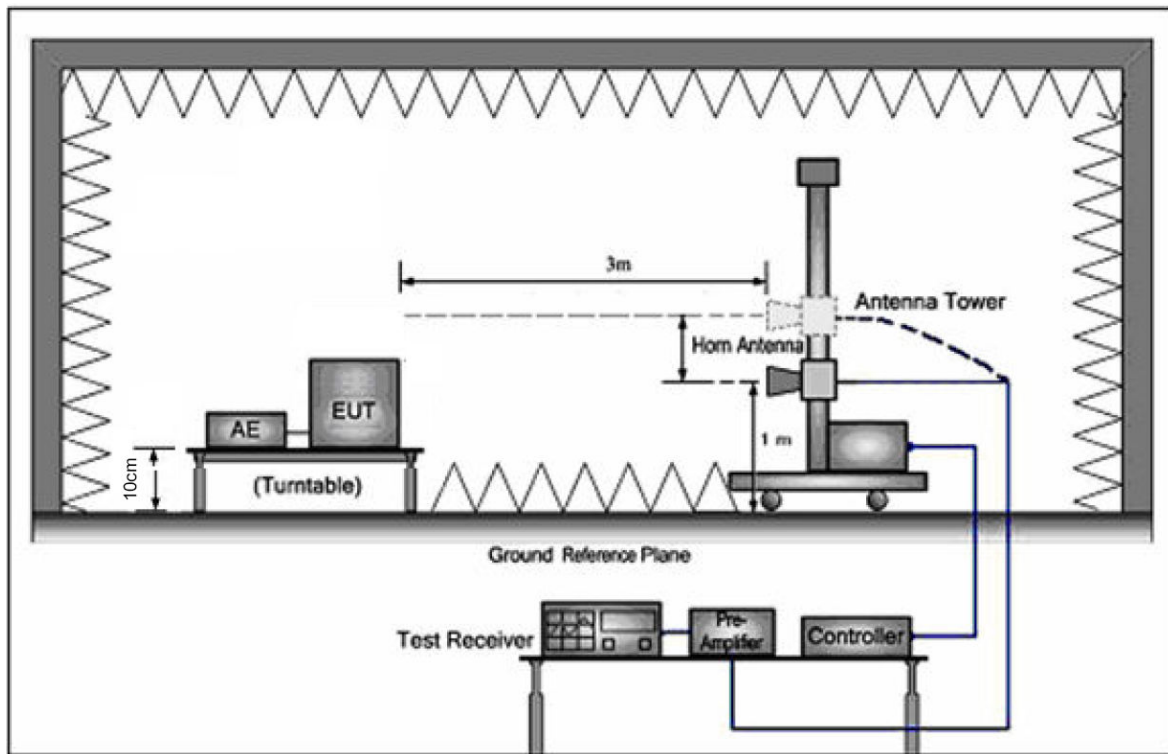 3m
Antenna Tower
Horn Antenna
EUT
AE
1 m
10cm
(Turntable)
Ground Reference Plane
Test Receiver
Pre-
Amplifier
Controller